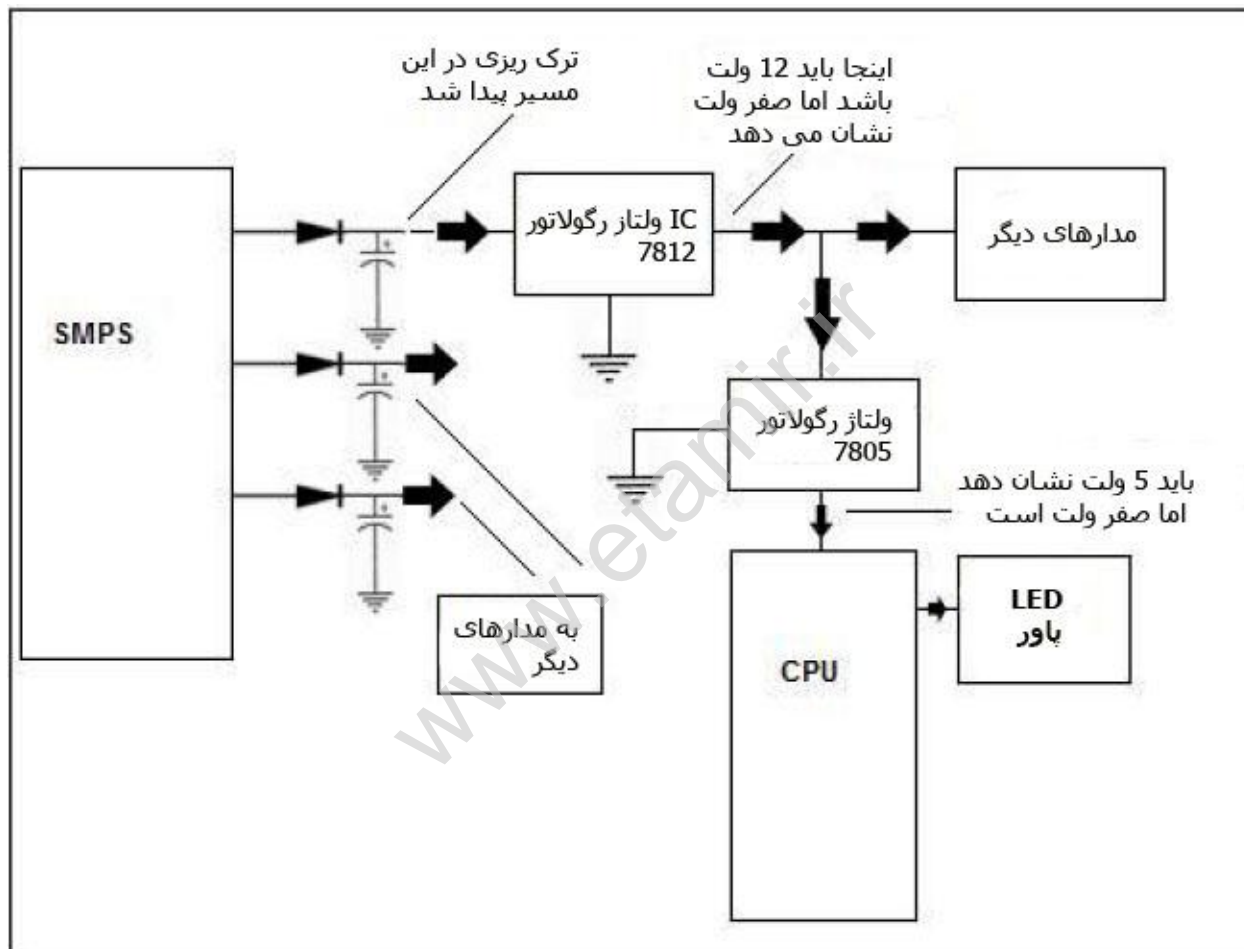 ترک ریزی در این
مسیر پیدا شد
اینجا باید 12 ولت
باشد اما صفر ولت
نشان می دهد
SMPS
IC ولتاژ رگولاتور
7812
مدارهای دیگر
ولتاژ رگولاتور
7805
باید 5 ولت نشان دهد
اما صفر ولت است
به مدارهای
دیگر
CPU
LED
پاور
www.etamir.ir